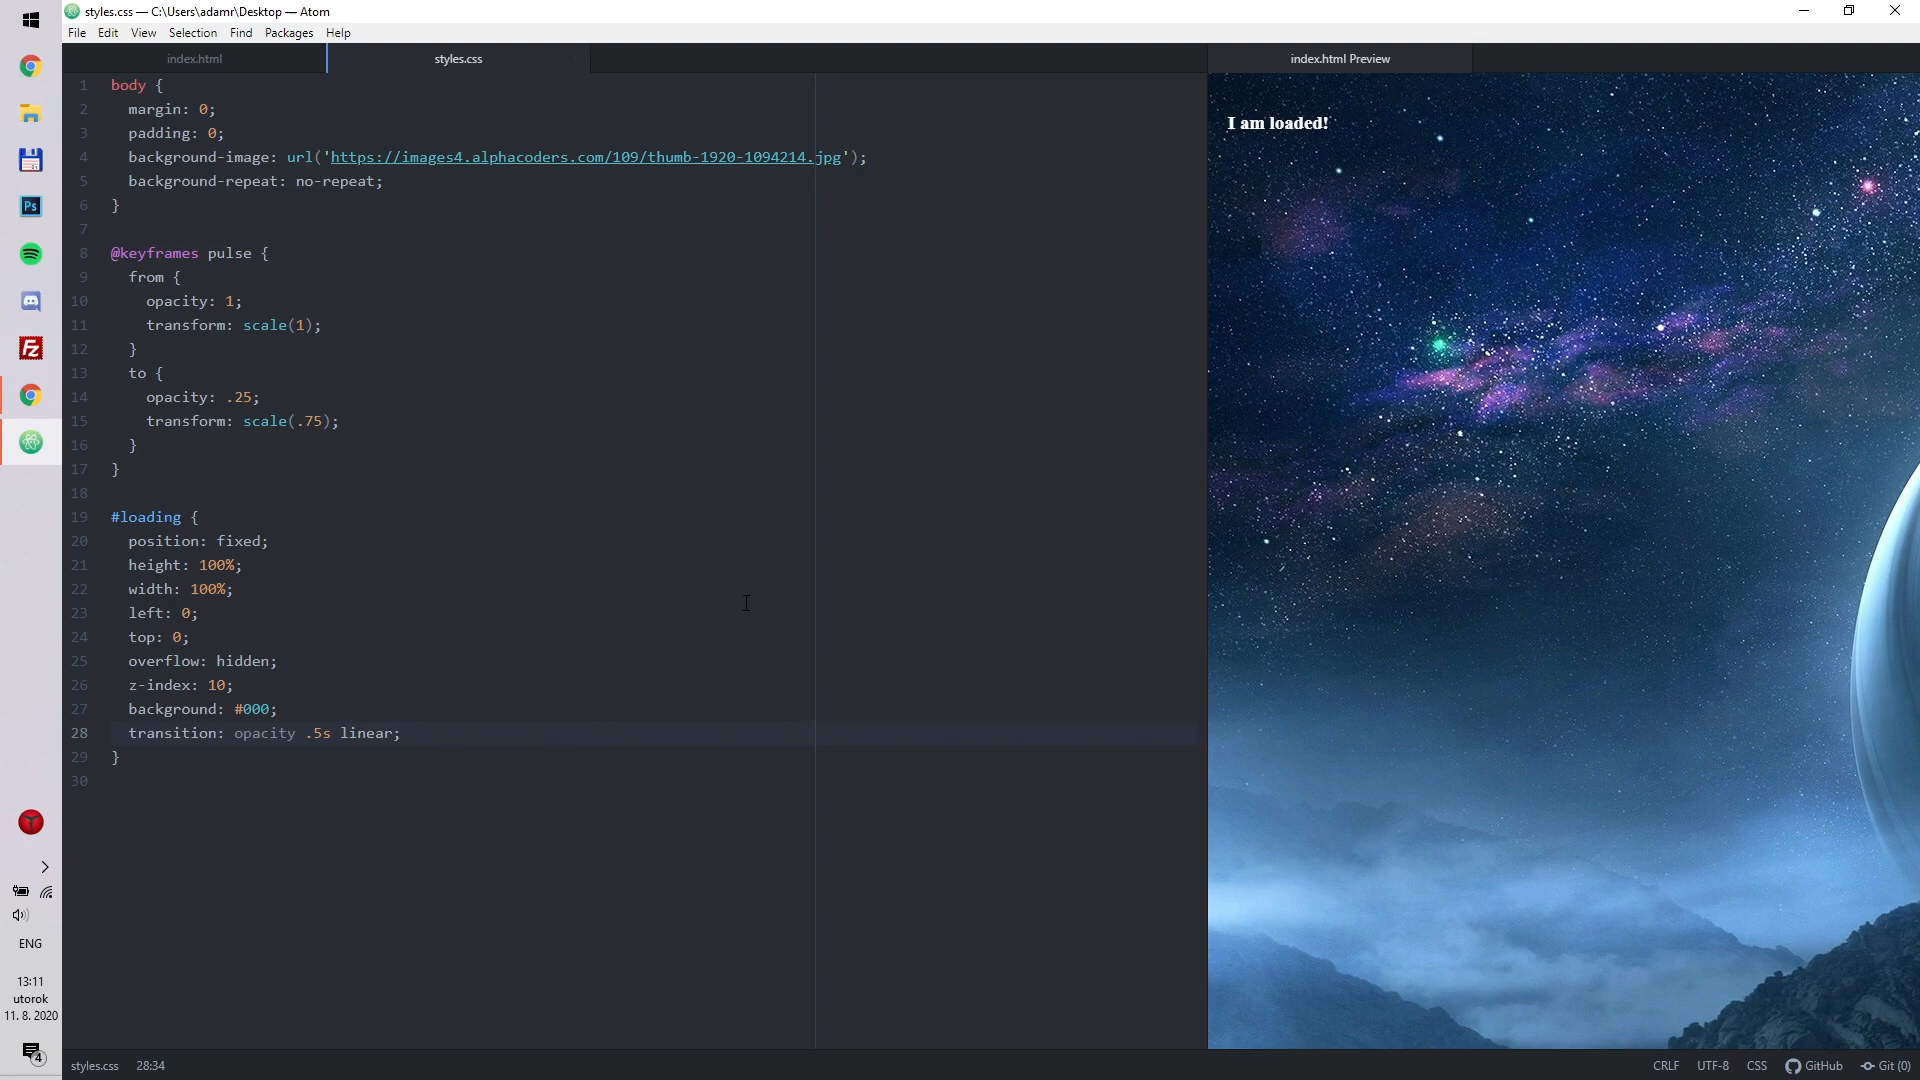 styles.css — C:\Users\adamr\Desktop — Atom
File Edit View Selection Find Packages Help
index.html styles.css index.html Preview
1 body {
2 margin: 0;
3 padding: 0;
4 background-image: url('https://images4.alphacoders.com/109/thumb-1920-1094214.jpg');
5 background-repeat: no-repeat;
6 }
7
8 @keyframes pulse {
9 from {
10 opacity: 1;
11 transform: scale(1);
12 }
13 to {
14 opacity: .25;
15 transform: scale(.75);
16 }
17 }
18
19 #loading {
20 position: fixed;
21 height: 100%;
22 width: 100%;
23 left: 0;
24 top: 0;
25 overflow: hidden;
26 z-index: 10;
27 background: #000;
28 transition: opacity .5s linear;
29 }
30
I am loaded!
Ps
Fz
ENG
13:11
utorok
11. 8. 2020
4
styles.css 28:34 CRLF UTF-8 CSS GitHub Git (0)